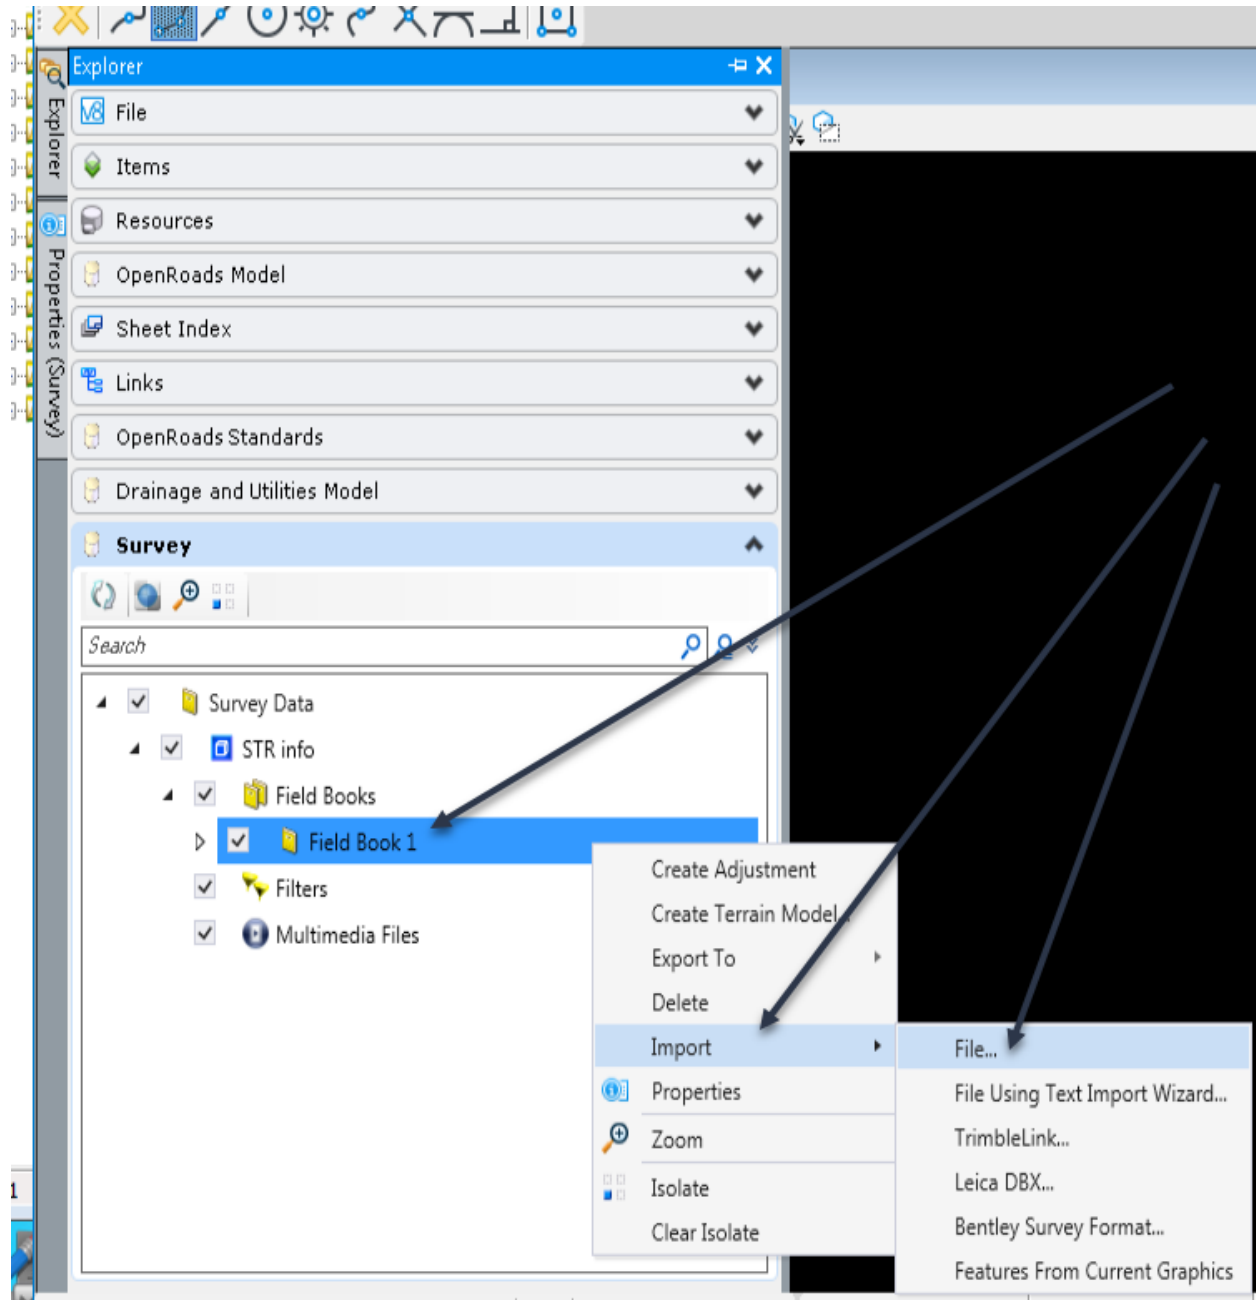 Explorer
Explorer
Properties (Survey)
V8 File
Items
Resources
OpenRoads Model
Sheet Index
Links
OpenRoads Standards
Drainage and Utilities Model
Survey
Search
Survey Data
STR info
Field Books
Field Book 1
Filters
Multimedia Files
Create Adjustment
Create Terrain Model...
Export To
Delete
Import
Properties
Zoom
Isolate
Clear Isolate
File...
File Using Text Import Wizard...
TrimbleLink...
Leica DBX...
Bentley Survey Format...
Features From Current Graphics
1